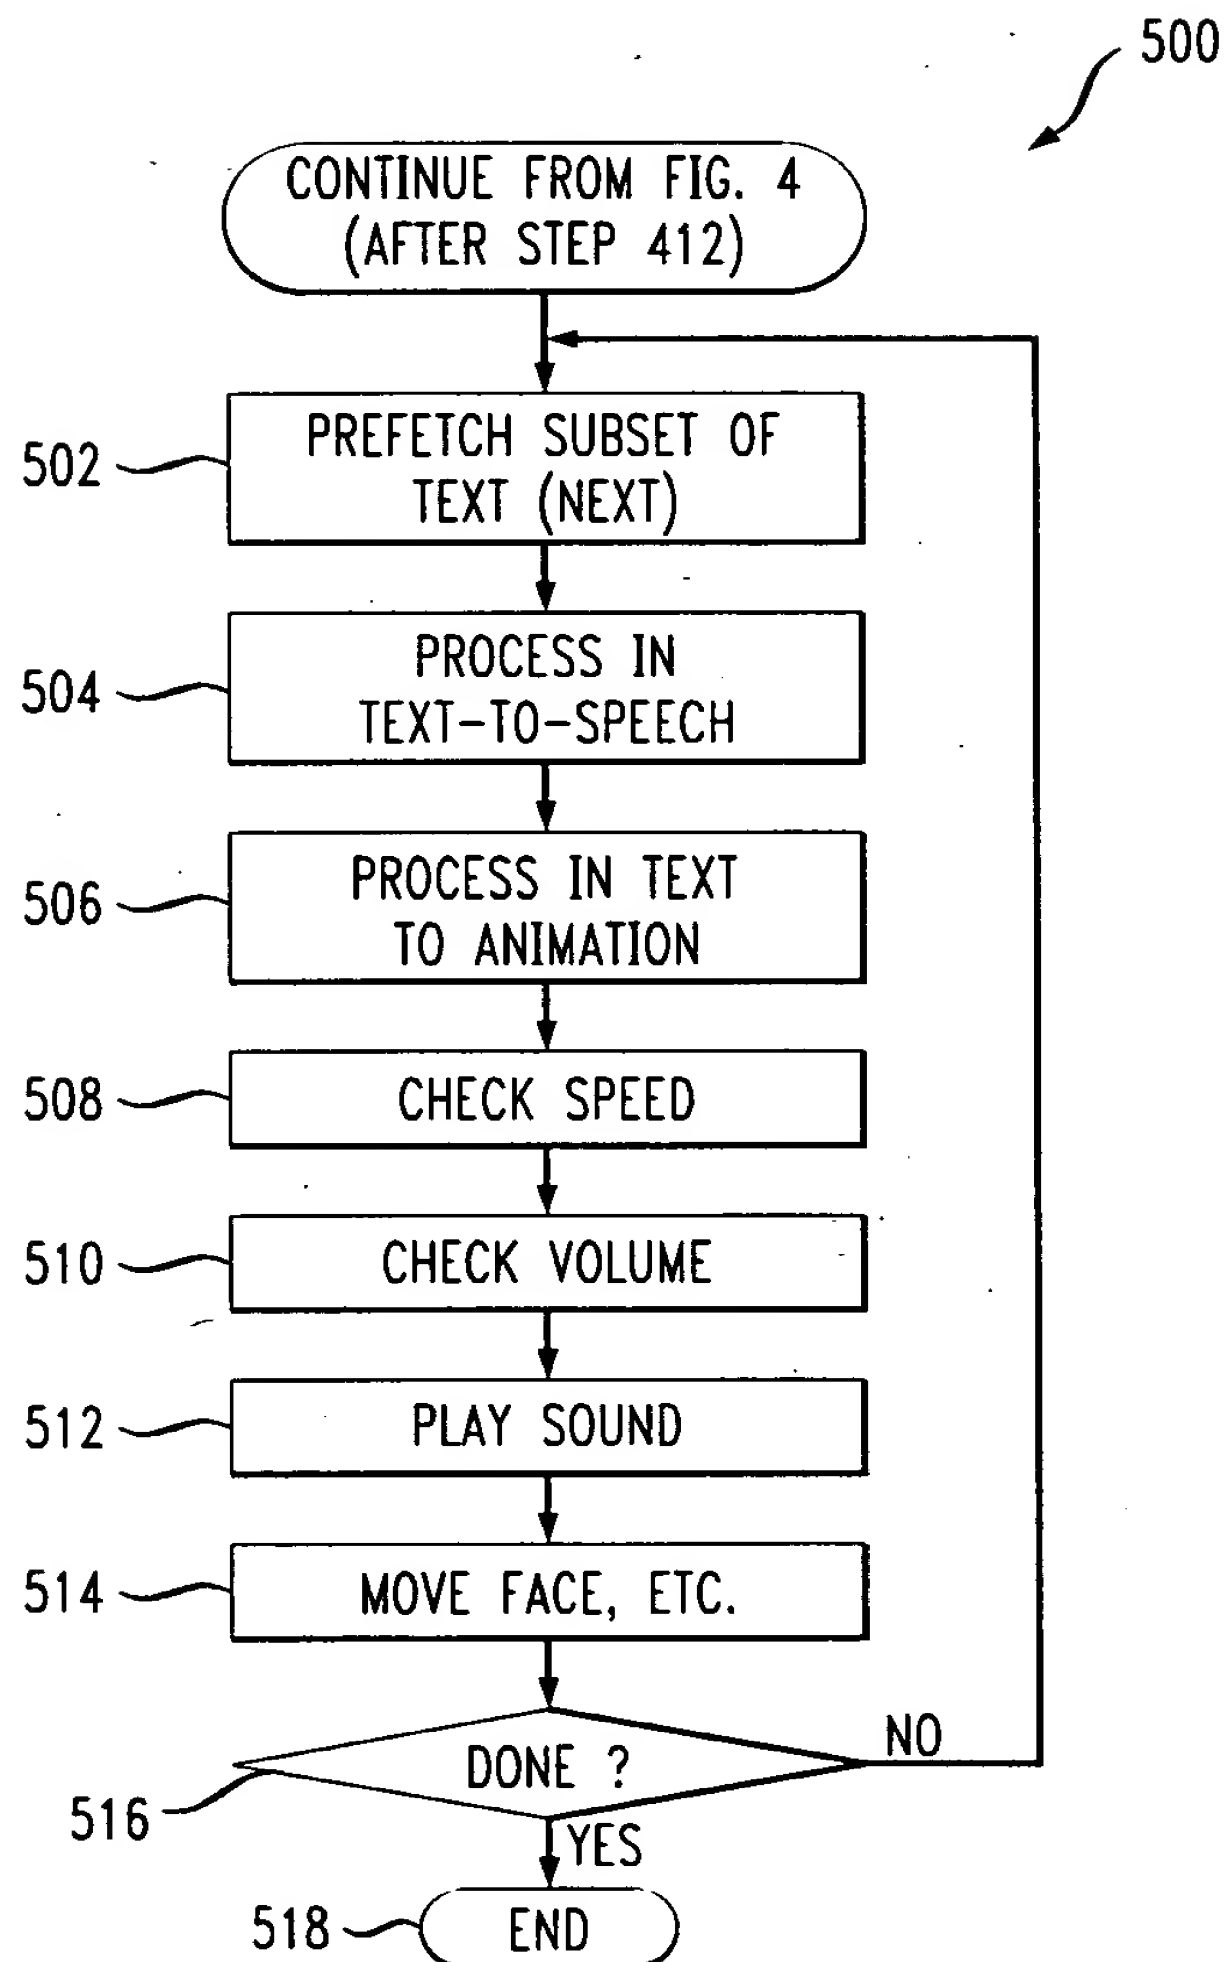 500
CONTINUE FROM FIG. 4
(AFTER STEP 412)
502
PREFETCH SUBSET OF
TEXT (NEXT)
504
PROCESS IN
TEXT-TO-SPEECH
506
PROCESS IN TEXT
TO ANIMATION
508
CHECK SPEED
510
CHECK VOLUME
512
PLAY SOUND
514
MOVE FACE, ETC.
516
DONE ?
NO
YES
518
END